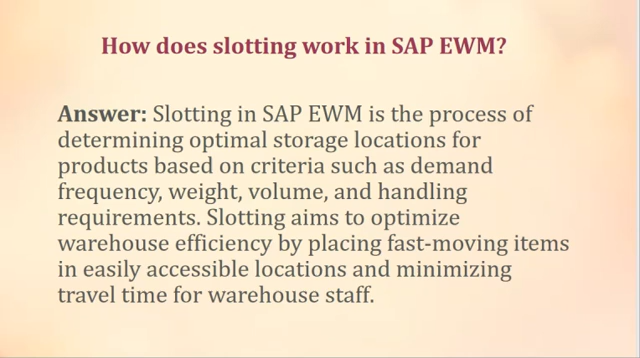 How does slotting work in SAP EWM?
Answer: Slotting in SAP EWM is the process of
determining optimal storage locations for
products based on criteria such as demand
frequency, weight, volume, and handling
requirements. Slotting aims to optimize
warehouse efficiency by placing fast-moving items
in easily accessible locations and minimizing
travel time for warehouse staff.